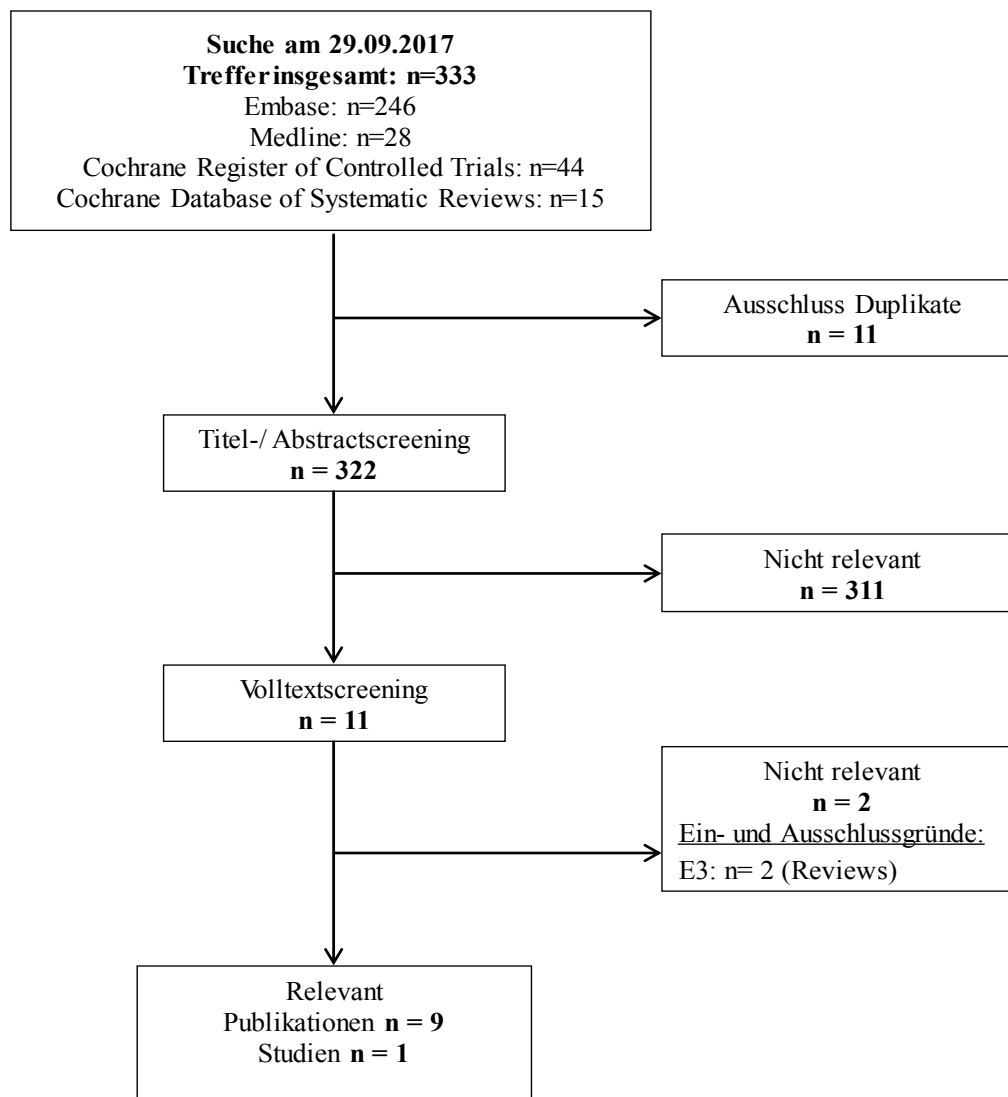 Suche am 29.09.2017
Treffer insgesamt: n=333
Embase: n=246
Medline: n=28
Cochrane Register of Controlled Trials: n=44
Cochrane Database of Systematic Reviews: n=15
Ausschluss Duplikate
n = 11
Titel-/ Abstractscreening
n = 322
Nicht relevant
n = 311
Volltextscreening
n = 11
Nicht relevant
n = 2
Ein- und Ausschlussgründe:
E3: n= 2 (Reviews)
Relevant
Publikationen n = 9
Studien n = 1